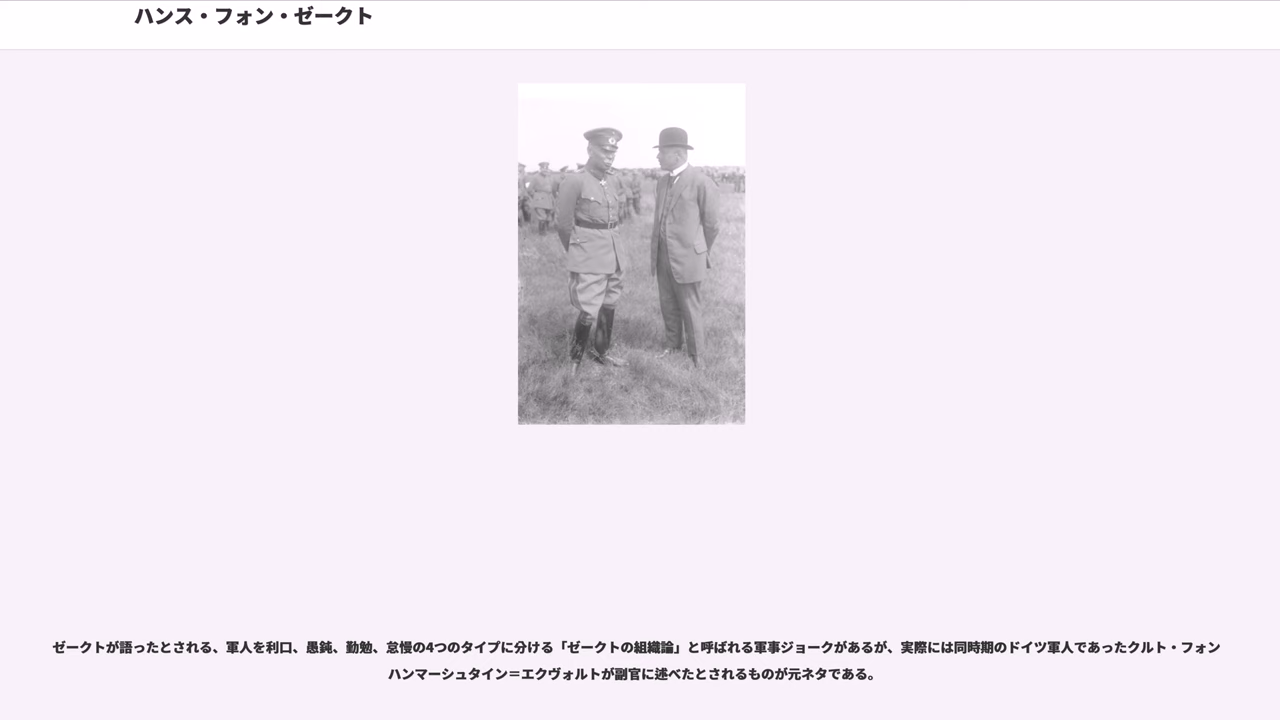 ハンス・フォン・ゼークト
ゼークトが語ったとされる、軍人を利口、愚鈍、勤勉、怠慢の4つのタイプに分ける「ゼークトの組織論」と呼ばれる軍事ジョークがあるが、実際には同時期のドイツ軍人であったクルト・フォン
ハンマーシュタイン＝エクヴォルトが副官に述べたとされるものが元ネタである。